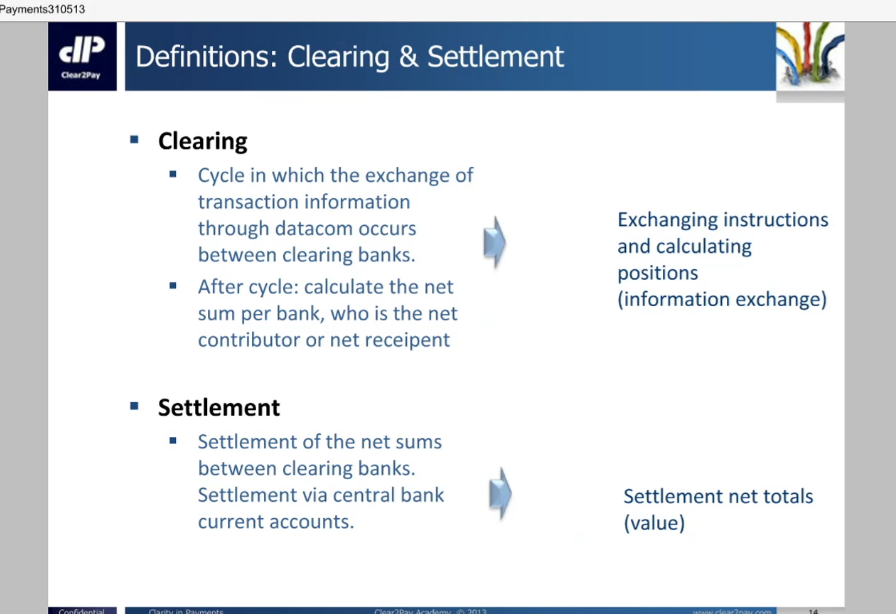 Payments310513
Clear2Pay
Definitions: Clearing & Settlement
Clearing
Cycle in which the exchange of
transaction information
through datacom occurs
between clearing banks.
After cycle: calculate the net
sum per bank, who is the net
contributor or net receipent
Exchanging instructions
and calculating
positions
(information exchange)
Settlement
Settlement of the net sums
between clearing banks.
Settlement via central bank
current accounts.
Settlement net totals
(value)
Confidential
Clarity in Payments
Clear2Pay Academy © 2013
www.clear2pay.com
14